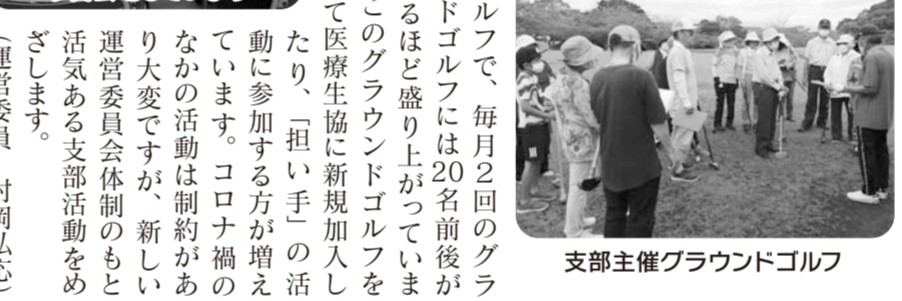 ルフで、毎月2回のグラ
ドゴルフには20名前後が
るほど盛り上がっていま
このグラウンドゴルフを
て医療生協に新規加入し
たり、「担い手」の活
動に参加する方が増え
ています。コロナ禍の
なかの活動は制約があ
り大変ですが、新しい
運営委員会体制のもと
活気ある支部活動をめ
ざします。
(運営委員
支部主催グラウンドゴルフ